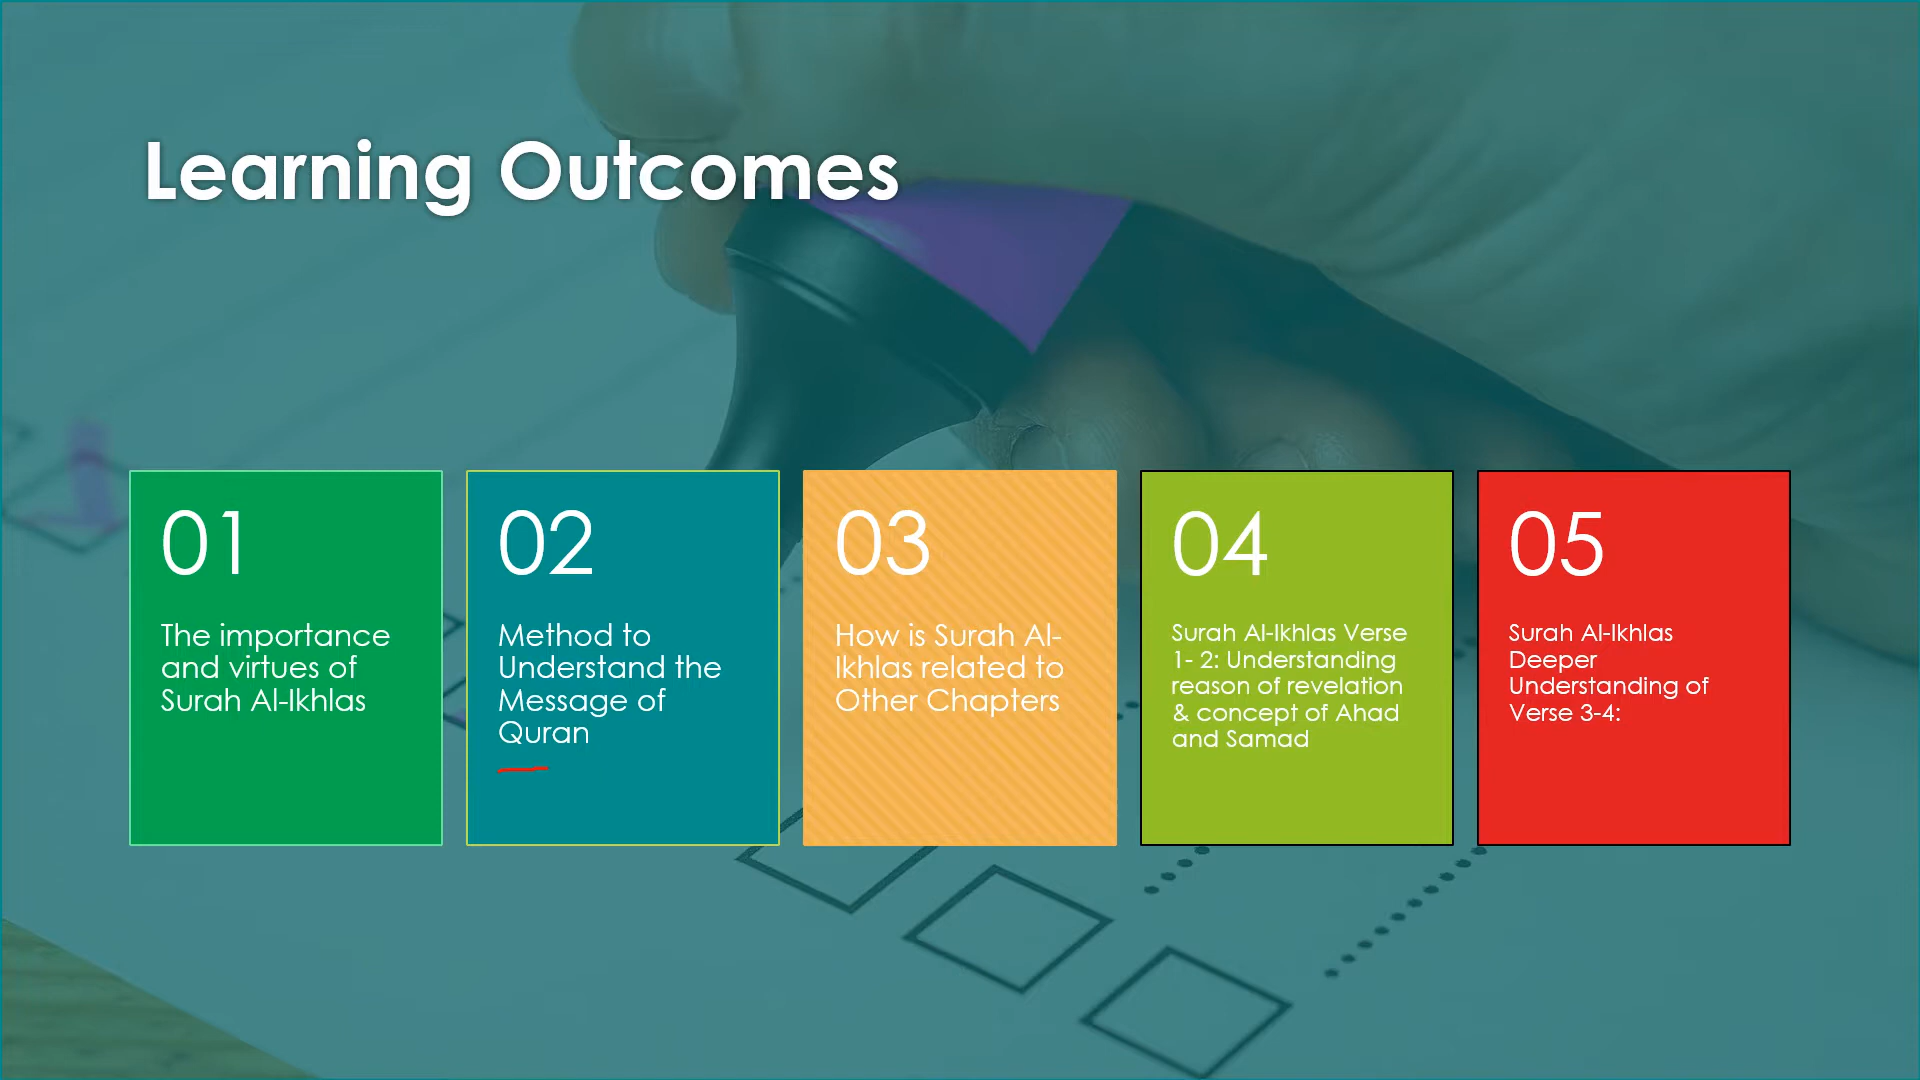 Learning Outcomes
01
The importance
and virtues of
Surah Al-Ikhlas
02
Method to
Understand the
Message of
Quran
03
How is Surah Al-
Ikhlas related to
Other Chapters
04
Surah Al-Ikhlas Verse
1- 2: Understanding
reason of revelation
& concept of Ahad
and Samad
05
Surah Al-Ikhlas
Deeper
Understanding of
Verse 3-4: